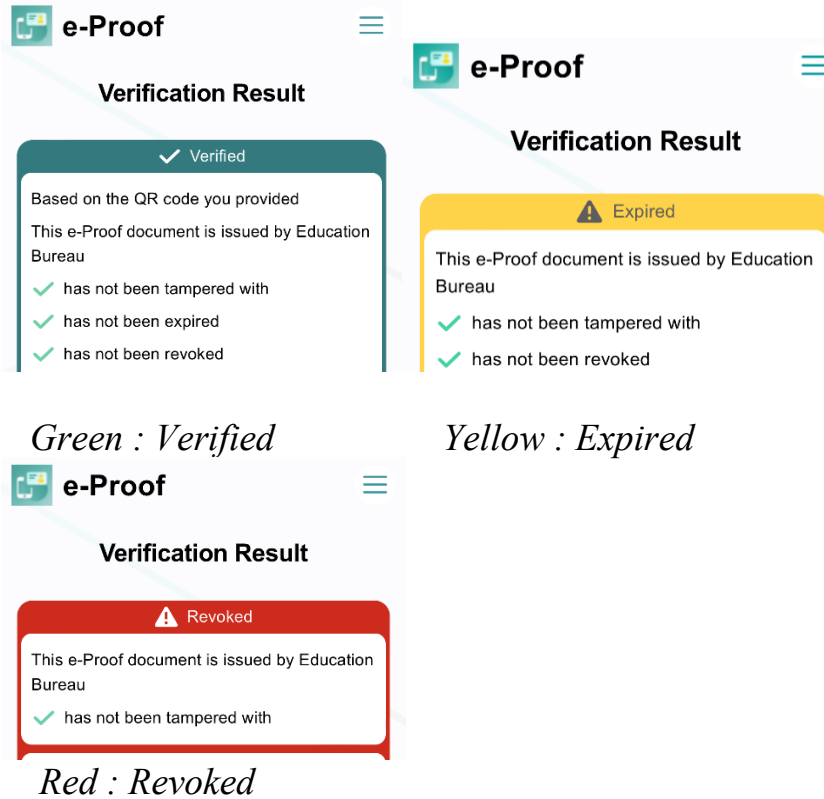 e-Proof
Verification Result
Verified
Based on the QR code you provided
This e-Proof document is issued by Education
Bureau
has not been tampered with
has not been expired
has not been revoked
Green : Verified
e-Proof
Verification Result
Expired
This e-Proof document is issued by Education
Bureau
has not been tampered with
has not been revoked
Yellow : Expired
e-Proof
Verification Result
Revoked
This e-Proof document is issued by Education
Bureau
has not been tampered with
Red : Revoked